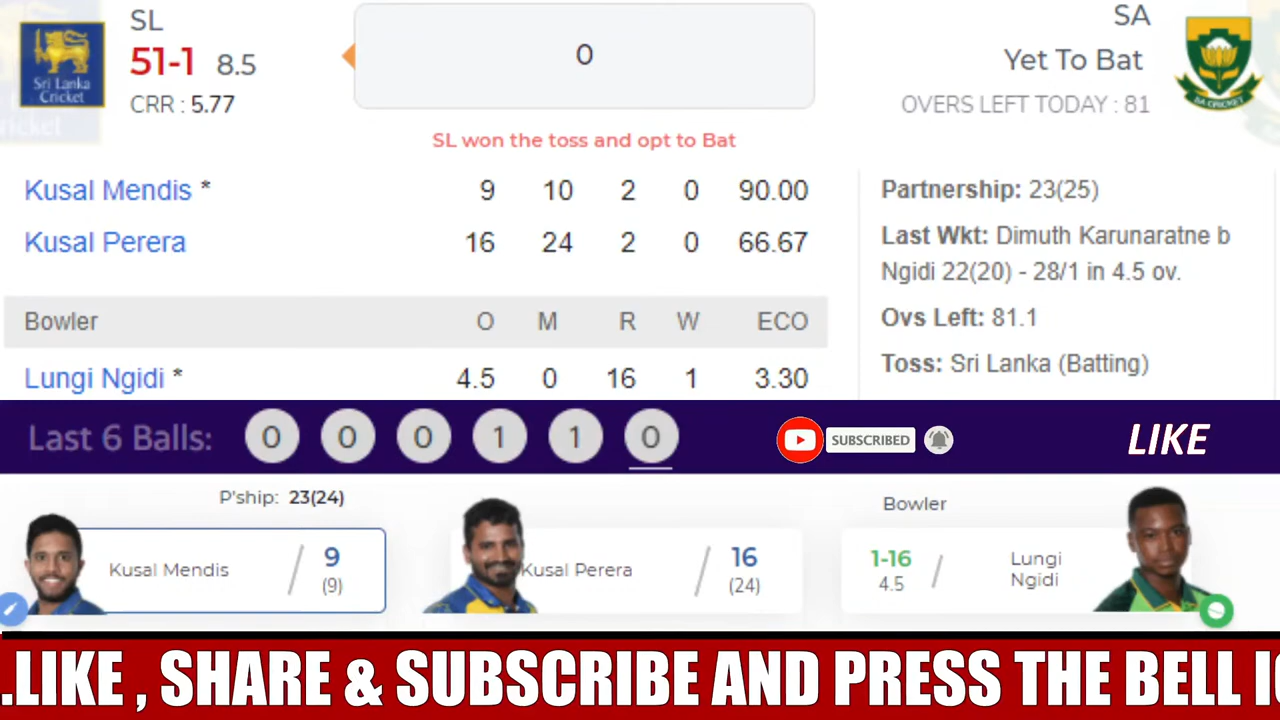 SL
51-1 8.5
CRR : 5.77
Sri Lanka
Cricket
0
SA
Yet To Bat
OVERS LEFT TODAY : 81
SA CRICKET
SL won the toss and opt to Bat
Kusal Mendis * 9 10 2 0 90.00
Kusal Perera 16 24 2 0 66.67
Bowler O M R W ECO
Lungi Ngidi * 4.5 0 16 1 3.30
Partnership: 23(25)
Last Wkt: Dimuth Karunaratne b
Ngidi 22(20) - 28/1 in 4.5 ov.
Ovs Left: 81.1
Toss: Sri Lanka (Batting)
Last 6 Balls: 0 0 0 1 1 0
SUBSCRIBED
LIKE
P'ship: 23(24)
Kusal Mendis / 9
(9)
Kusal Perera / 16
(24)
Bowler
1-16
4.5 /
Lungi
Ngidi
.LIKE , SHARE & SUBSCRIBE AND PRESS THE BELL